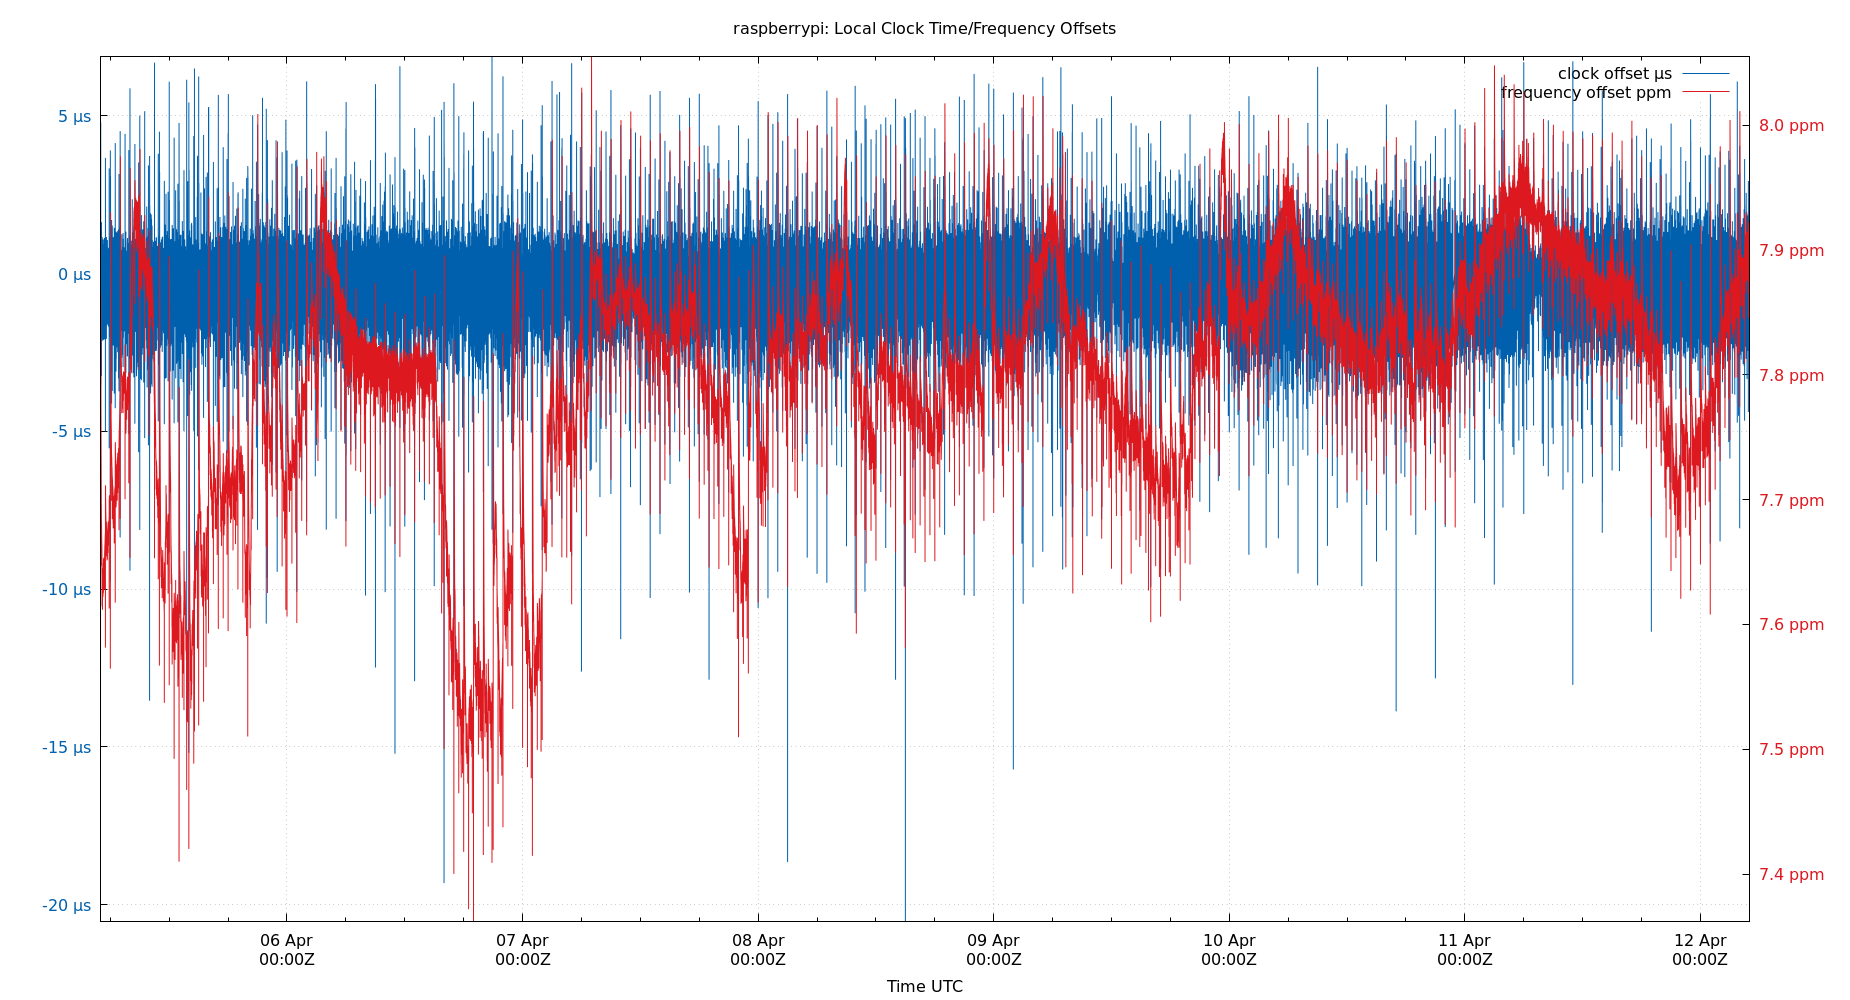 raspberrypi: Local Clock Time/Frequency Offsets
clock offset µs
frequency offset ppm
5 µs
0 µs
-5 µs
-10 µs
-15 µs
-20 µs
8.0 ppm
7.9 ppm
7.8 ppm
7.7 ppm
7.6 ppm
7.5 ppm
7.4 ppm
06 Apr
00:00Z
07 Apr
00:00Z
08 Apr
00:00Z
09 Apr
00:00Z
10 Apr
00:00Z
11 Apr
00:00Z
12 Apr
00:00Z
Time UTC